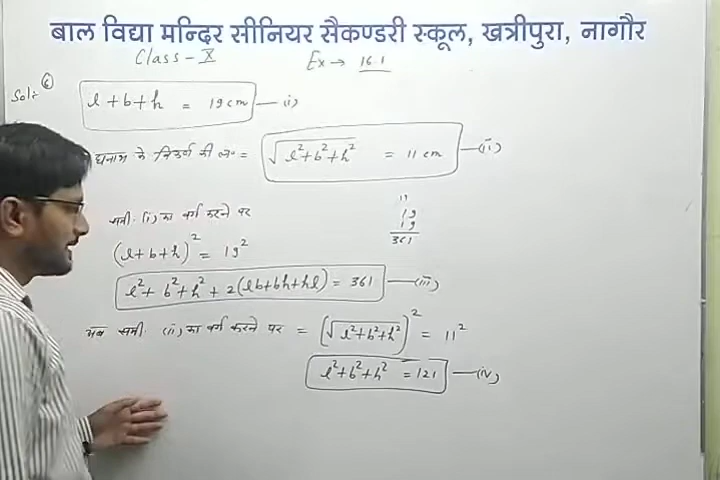 बाल विद्या मन्दिर सीनियर सैकण्डरी स्कूल, खत्रीपुरा, नागौर
Class - X Ex → 16.1
Sol:- 6
l + b + h = 19 cm —(i)
घनाभ के विकर्ण की ल० = √l²+b²+h² = 11 cm —(ii)
समी. (i) का वर्ग करने पर
19
19
361
(l+b+h)² = 19²
l²+ b²+h² + 2(lb+bh+hl) = 361 —(iii)
अब समी. (ii) का वर्ग करने पर = (√l²+b²+h²)² = 11²
l²+b²+h² = 121 —(iv)